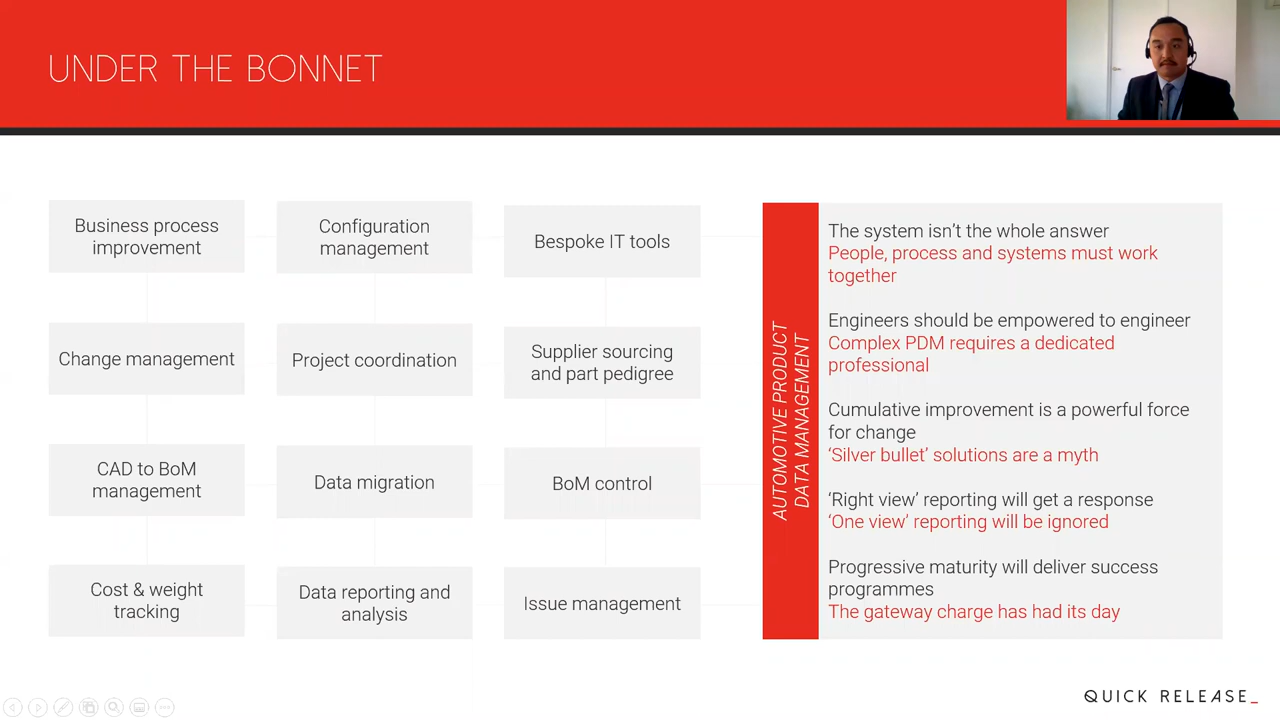 UNDER THE BONNET
Business process
improvement
Configuration
management
Bespoke IT tools
Change management
Project coordination
Supplier sourcing
and part pedigree
CAD to BoM
management
Data migration
BoM control
Cost & weight
tracking
Data reporting and
analysis
Issue management
AUTOMOTIVE PRODUCT
DATA MANAGEMENT
The system isn’t the whole answer
People, process and systems must work
together
Engineers should be empowered to engineer
Complex PDM requires a dedicated
professional
Cumulative improvement is a powerful force
for change
‘Silver bullet’ solutions are a myth
‘Right view’ reporting will get a response
‘One view’ reporting will be ignored
Progressive maturity will deliver success
programmes
The gateway charge has had its day
QUICK RELEASE_